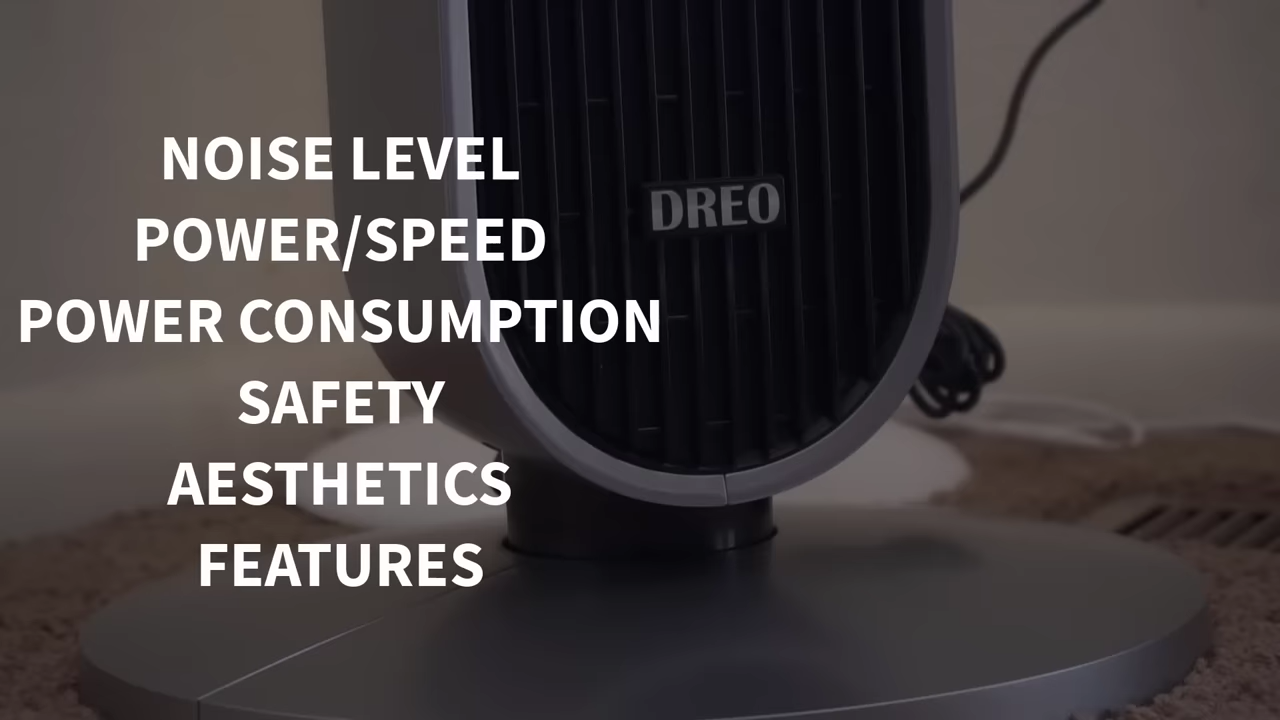 NOISE LEVEL
POWER/SPEED
DREO
POWER CONSUMPTION
SAFETY
AESTHETICS
FEATURES